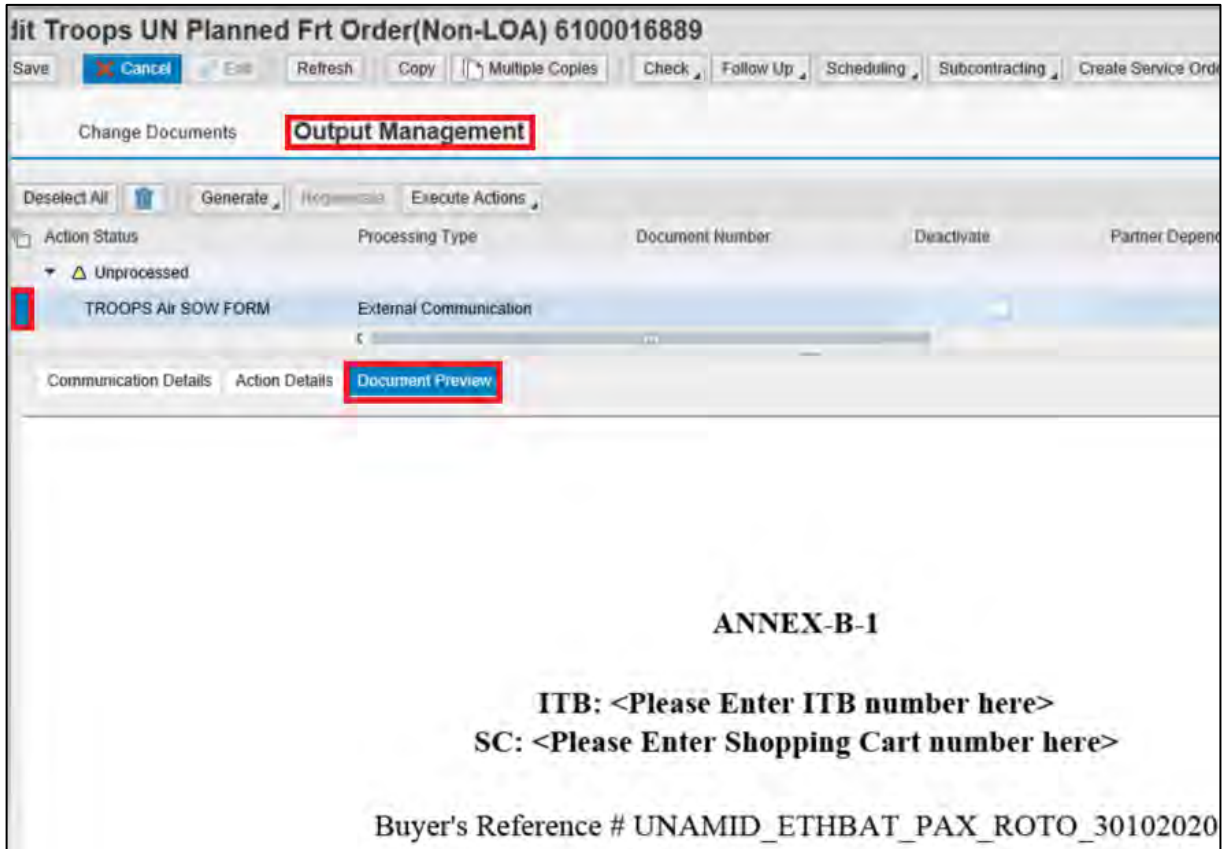 dit Troops UN Planned Frt Order(Non-LOA) 6100016889
Save Cancel Edit Refresh Copy Multiple Copies Check Follow Up Scheduling Subcontracting Create Service Orde
Change Documents Output Management
Deselect All Generate Regenerate Execute Actions
Action Status Processing Type Document Number Deactivate Partner Depend
Unprocessed
TROOPS Air SOW FORM External Communication
Communication Details Action Details Document Preview
ANNEX-B-1
ITB: <Please Enter ITB number here>
SC: <Please Enter Shopping Cart number here>
Buyer's Reference # UNAMID_ETHBAT_PAX_ROTO_30102020